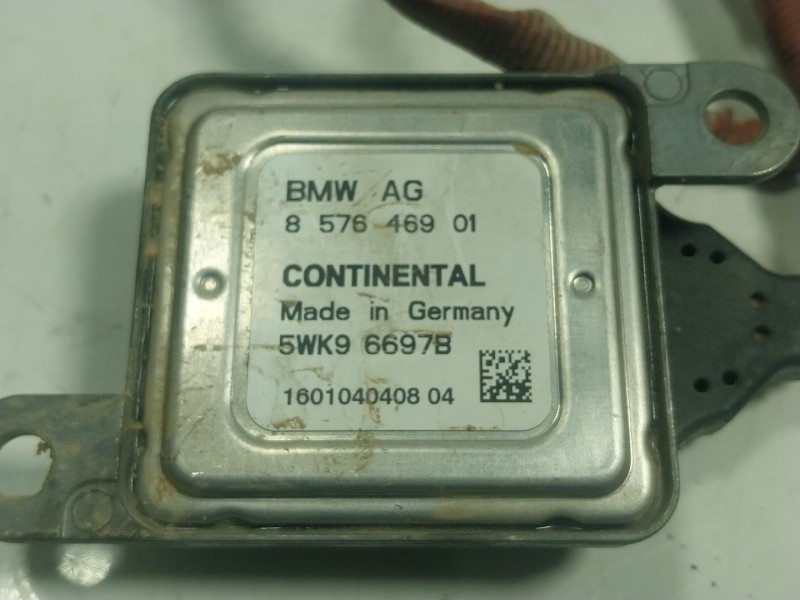 BMW AG
8 576 469 01
CONTINENTAL
Made in Germany
5WK9 6697B
1601040408 04